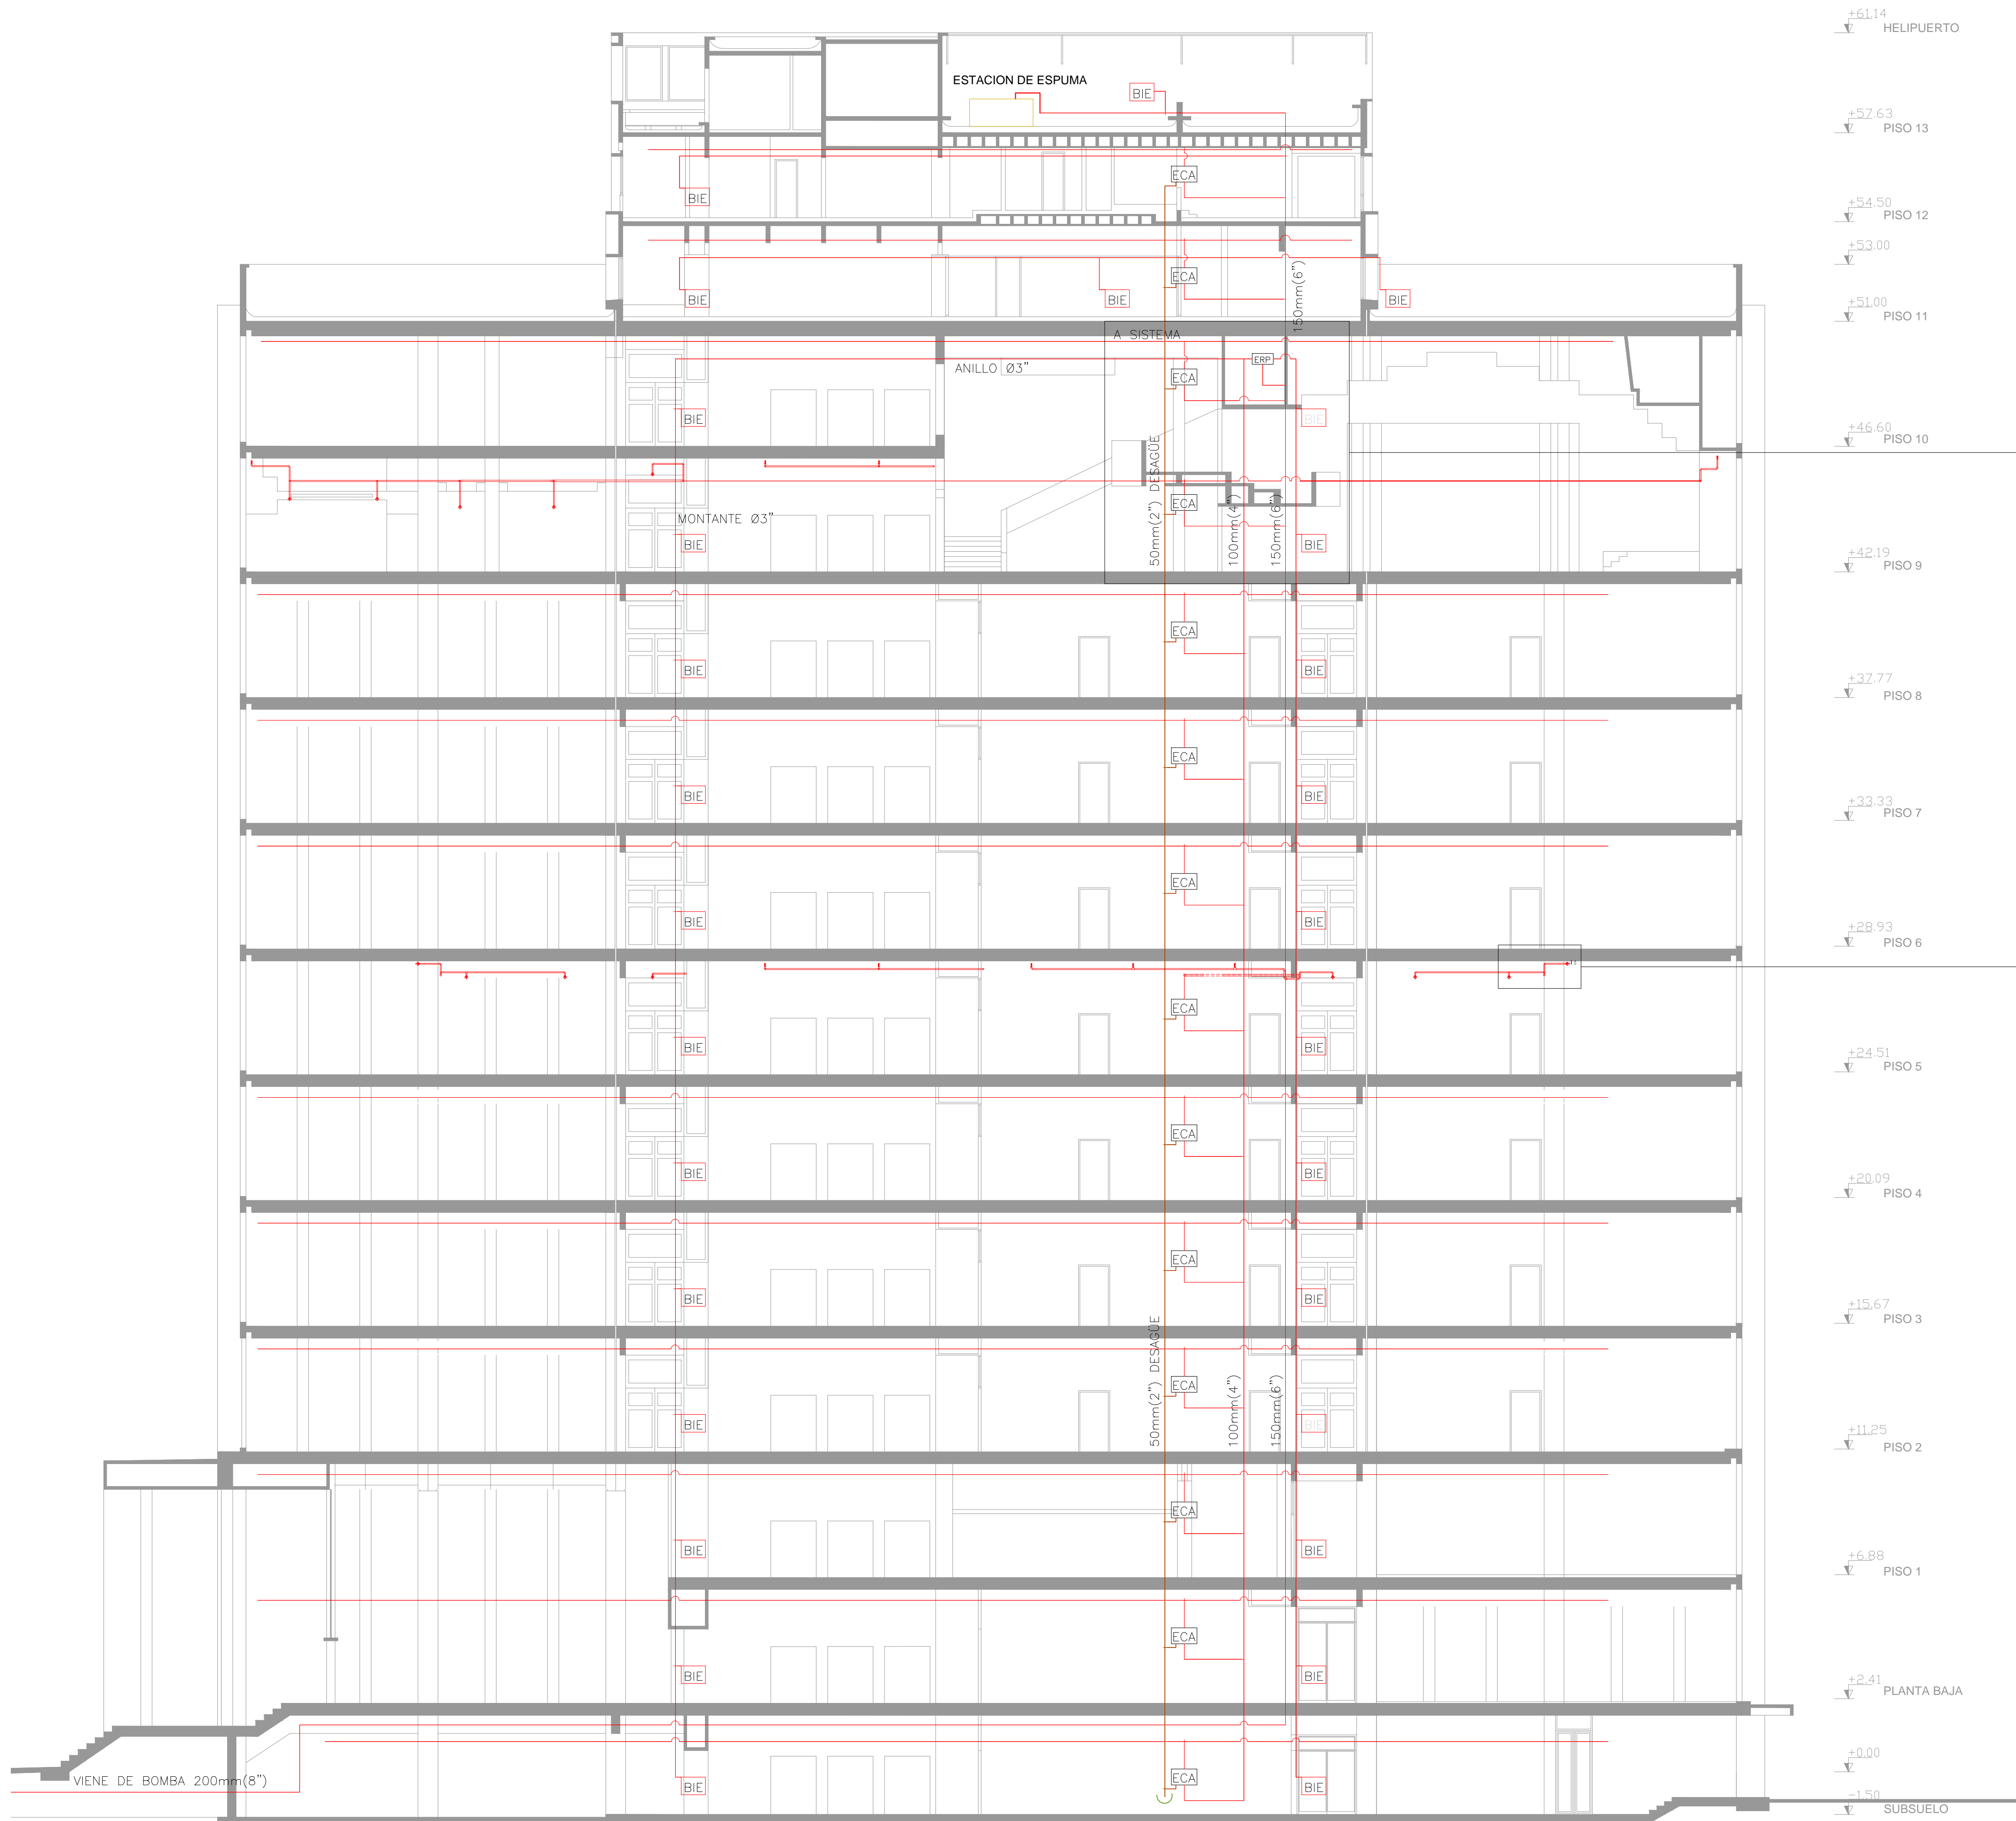 +61.14
HELIPUERTO
ESTACION DE ESPUMA
BIE
+57.63
PISO 13
ECA
BIE
+54.50
PISO 12
+53.00
ECA
BIE
BIE
BIE
150mm(6")
+51.00
PISO 11
A SISTEMA
ERP
ANILLO Ø3"
ECA
BIE
BIE
+46.60
PISO 10
50mm(2") DESAGÜE
100mm(4")
150mm(6")
ECA
MONTANTE Ø3"
BIE
BIE
+42.19
PISO 9
ECA
BIE
BIE
+37.77
PISO 8
ECA
BIE
BIE
+33.33
PISO 7
ECA
BIE
BIE
+28.93
PISO 6
ECA
BIE
BIE
+24.51
PISO 5
ECA
BIE
BIE
+20.09
PISO 4
ECA
BIE
BIE
+15.67
PISO 3
50mm(2") DESAGÜE
100mm(4")
150mm(6")
ECA
BIE
BIE
+11.25
PISO 2
ECA
BIE
BIE
+6.88
PISO 1
ECA
BIE
BIE
+2.41
PLANTA BAJA
+0.00
VIENE DE BOMBA 200mm(8")
ECA
BIE
BIE
-1.50
SUBSUELO